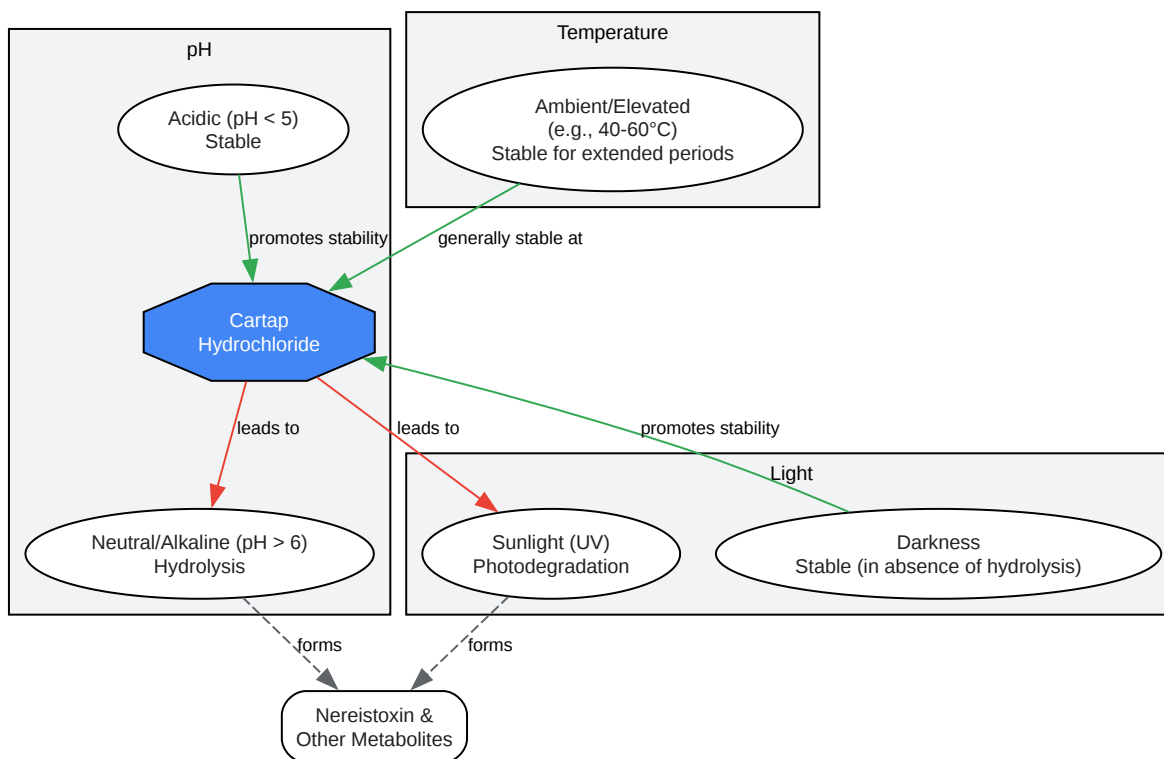 Temperature
pH
Ambient/Elevated
(e.g., 40-60°C)
Stable for extended periods
Acidic (pH < 5)
Stable
promotes stability
generally stable at
Cartap
Hydrochloride
leads to
leads to
promotes stability
Light
Neutral/Alkaline (pH > 6)
Hydrolysis
Sunlight (UV)
Photodegradation
Darkness
Stable (in absence of hydrolysis)
forms
forms
Nereistoxin &
Other Metabolites